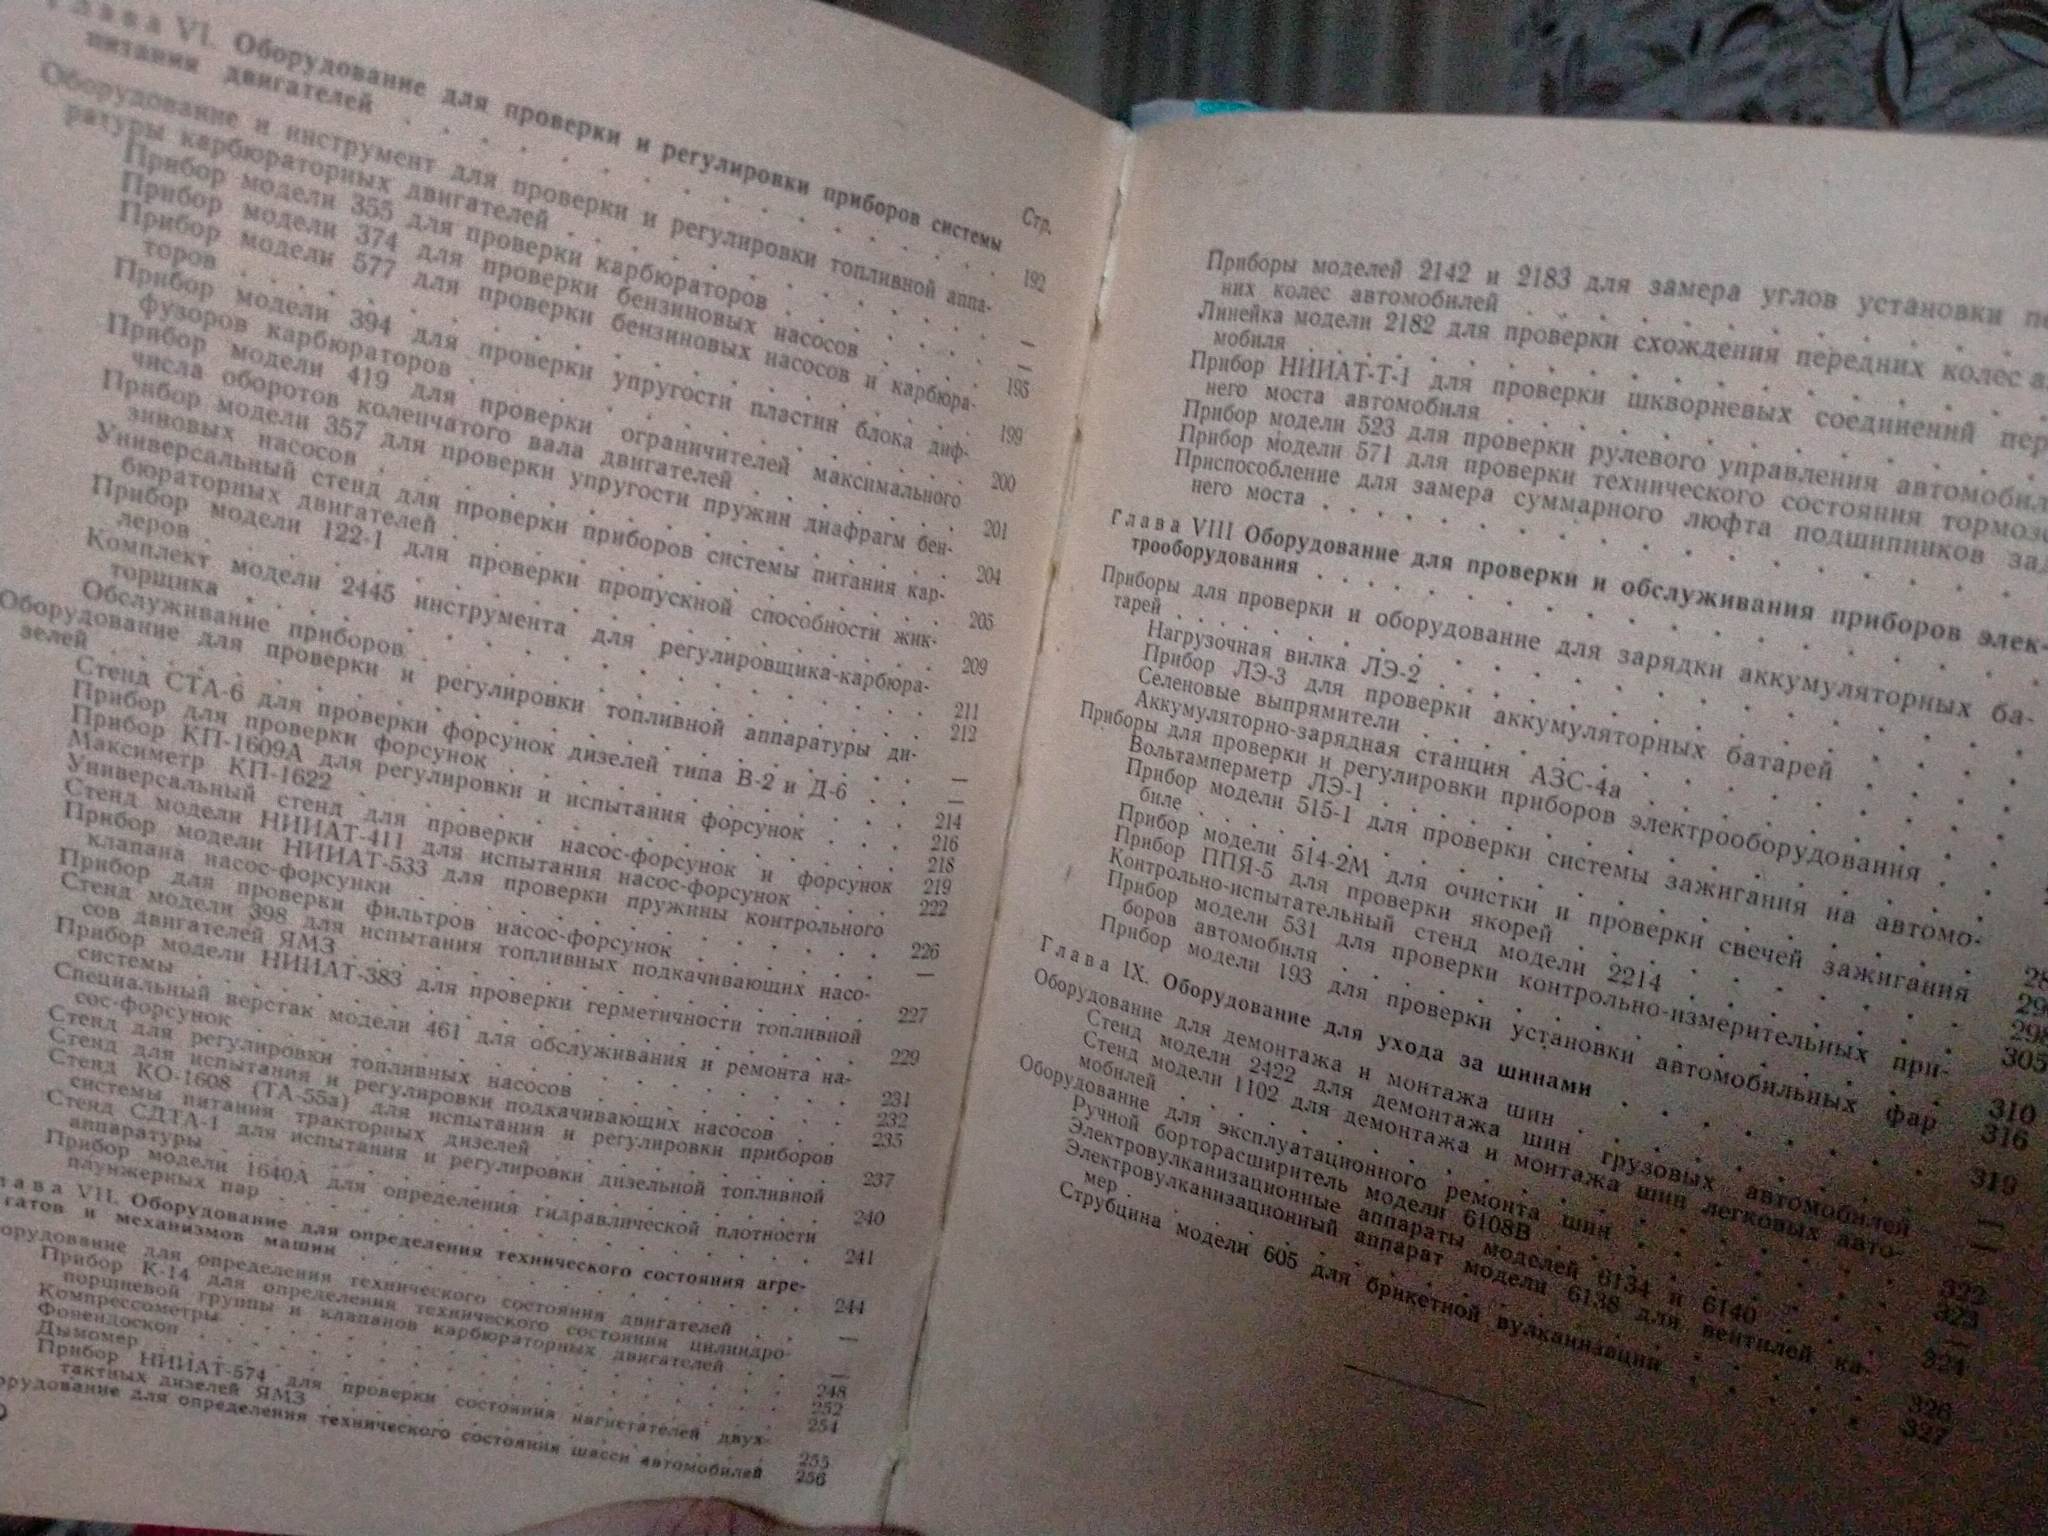 Глава VI. Оборудование для проверки и регулировки приборов системы
питания двигателей . . . . . . . . . . . . . . 192
Стр.
Оборудование и инструмент для проверки и регулировки топливной аппа-
ратуры карбюраторных двигателей . . . . . . . . . —
Прибор модели 355 для проверки карбюраторов . . . . . —
Прибор модели 374 для проверки бензиновых насосов . . . . 195
Прибор модели 577 для проверки бензиновых насосов и карбюра-
торов . . . . . . . . . . . . . . . . 199
Прибор модели 394 для проверки упругости пластин блока диф-
фузоров карбюраторов . . . . . . . . . . . . 200
Прибор модели 419 для проверки ограничителей максимального
числа оборотов коленчатого вала двигателей . . . . . . 201
Прибор модели 357 для проверки упругости пружин диафрагм бен-
зиновых насосов . . . . . . . . . . . . . 204
Универсальный стенд для проверки приборов системы питания кар-
бюраторных двигателей . . . . . . . . . . . 205
Прибор модели 122-1 для проверки пропускной способности жик-
леров . . . . . . . . . . . . . . . . 209
Комплект модели 2445 инструмента для регулировщика-карбюра-
торщика . . . . . . . . . . . . . . . 211
Обслуживание приборов . . . . . . . . . . . 212
Оборудование для проверки и регулировки топливной аппаратуры ди-
зелей . . . . . . . . . . . . . . . . —
Стенд СТА-6 для проверки форсунок дизелей типа В-2 и Д-6 . . —
Прибор для проверки форсунок . . . . . . . . . 214
Прибор КП-1609А для регулировки и испытания форсунок . . . 216
Максиметр КП-1622 . . . . . . . . . . . . 218
Универсальный стенд для проверки насос-форсунок и форсунок 219
Стенд модели НИИАТ-411 для испытания насос-форсунок . . . 222
Прибор модели НИИАТ-533 для проверки пружины контрольного
клапана насос-форсунки . . . . . . . . . . . 226
Прибор для проверки фильтров насос-форсунок . . . . . —
Стенд модели 398 для испытания топливных подкачивающих насо-
сов двигателей ЯМЗ . . . . . . . . . . . . 227
Прибор модели НИИАТ-383 для проверки герметичности топливной
системы . . . . . . . . . . . . . . . 229
Специальный верстак модели 461 для обслуживания и ремонта на-
сос-форсунок . . . . . . . . . . . . . . 231
Стенд для регулировки топливных насосов . . . . . . . 232
Стенд для испытания и регулировки подкачивающих насосов . . 235
Стенд КО-1608 (ТА-55а) для испытания и регулировки приборов
системы питания тракторных дизелей . . . . . . . . 237
Стенд СДТА-1 для испытания и регулировки дизельной топливной
аппаратуры . . . . . . . . . . . . . . 240
Прибор модели 1640А для определения гидравлической плотности
плунжерных пар . . . . . . . . . . . . . 241
лава VII. Оборудование для определения технического состояния агре-
гатов и механизмов машин . . . . . . . . . . . 244
орудование для определения технического состояния двигателей . . —
Прибор К-14 для определения технического состояния цилиндро-
поршневой группы и клапанов карбюраторных двигателей . . —
Компрессометры . . . . . . . . . . . . . 248
Фонендоскоп . . . . . . . . . . . . . . 252
Дымомер . . . . . . . . . . . . . . . 254
Прибор НИИАТ-574 для проверки состояния нагнетателей двух-
тактных дизелей ЯМЗ . . . . . . . . . . . . 255
орудование для определения технического состояния шасси автомобилей 256
Приборы моделей 2142 и 2183 для замера углов установки пе
них колес автомобилей . . . . . . . . . .
Линейка модели 2182 для проверки схождения передних колес а
мобиля . . . . . . . . . . . . . .
Прибор НИИАТ-Т-1 для проверки шкворневых соединений пер
него моста автомобиля . . . . . . . . . .
Прибор модели 523 для проверки рулевого управления автомобил
Прибор модели 571 для проверки технического состояния тормозо
Приспособление для замера суммарного люфта подшипников зад
него моста . . . . . . . . . . . . .
Глава VIII Оборудование для проверки и обслуживания приборов элек-
трооборудования . . . . . . . . . . . . .
Приборы для проверки и оборудование для зарядки аккумуляторных ба-
тарей . . . . . . . . . . . . . . .
Нагрузочная вилка ЛЭ-2 . . . . . . . . . .
Прибор ЛЭ-3 для проверки аккумуляторных батарей . . . .
Селеновые выпрямители . . . . . . . . . .
Аккумуляторно-зарядная станция АЗС-4а . . . . . . .
Приборы для проверки и регулировки приборов электрооборудования . .
Вольтамперметр ЛЭ-1 . . . . . . . . . . .
Прибор модели 515-1 для проверки системы зажигания на автомо-
биле . . . . . . . . . . . . . . .
Прибор модели 514-2М для очистки и проверки свечей зажигания
Прибор ППЯ-5 для проверки якорей . . . . . . . . 298
Контрольно-испытательный стенд модели 2214 . . . . . 305
Прибор модели 531 для проверки контрольно-измерительных при-
боров автомобиля . . . . . . . . . . . . 310
Прибор модели 193 для проверки установки автомобильных фар 316
Глава IX. Оборудование для ухода за шинами . . . . . . 319
Оборудование для демонтажа и монтажа шин . . . . . . —
Стенд модели 2422 для демонтажа шин грузовых автомобилей —
Стенд модели 1102 для демонтажа и монтажа шин легковых авто-
мобилей . . . . . . . . . . . . . . 322
Оборудование для эксплуатационного ремонта шин . . . . . 323
Ручной борторасширитель модели 6108В . . . . . . . —
Электровулканизационные аппараты моделей 6134 и 6140 . . . 324
Электровулканизационный аппарат модели 6138 для вентилей ка-
мер . . . . . . . . . . . . . . . 326
Струбцина модели 605 для брикетной вулканизации . . . . 327